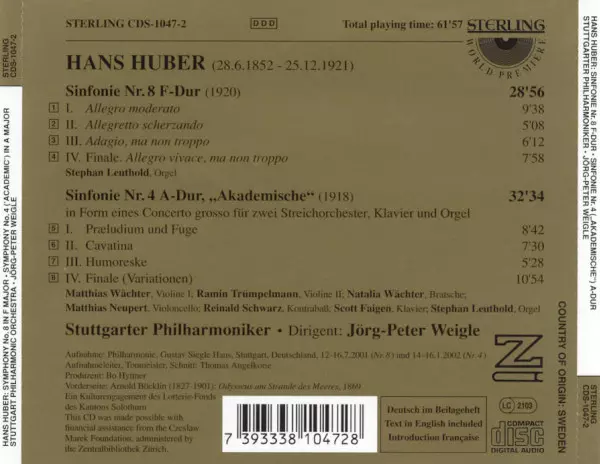 STERLING CDS-1047-2
DDD
Total playing time: 61'57
STERLING
WORLD PREMIERE
HANS HUBER (28.6.1852 - 25.12.1921)
Sinfonie Nr. 8 F-Dur (1920) 28'56
1 I. Allegro moderato 9'38
2 II. Allegretto scherzando 5'08
3 III. Adagio, ma non troppo 6'12
4 IV. Finale. Allegro vivace, ma non troppo 7'58
Stephan Leuthold, Orgel
Sinfonie Nr. 4 A-Dur, „Akademische“ (1918) 32'34
in Form eines Concerto grosso für zwei Streichorchester, Klavier und Orgel
5 I. Præludium und Fuge 8'42
6 II. Cavatina 7'30
7 III. Humoreske 5'28
8 IV. Finale (Variationen) 10'54
Matthias Wächter, Violine I; Ramin Trümpelmann, Violine II; Natalia Wächter, Bratsche;
Matthias Neupert, Violoncello; Reinald Schwarz, Kontrabaß; Scott Faigen, Klavier; Stephan Leuthold, Orgel
Stuttgarter Philharmoniker • Dirigent: Jörg-Peter Weigle
Aufnahme: Philharmonie, Gustav Siegle Haus, Stuttgart, Deutschland, 12-16.7.2001 (Nr. 8) und 14-16.1.2002 (Nr. 4)
Aufnahmeleiter, Tonmeister, Schnitt: Thomas Angelkorte
Produzent: Bo Hyttner
Vorderseite: Arnold Böcklin (1827-1901): Odysseus am Strande des Meeres, 1869
Ein Kulturengagement des Lotterie-Fonds
des Kantons Solothurn
This CD was made possible with
financial assistance from the Czeslaw
Marek Foundation, administered by
the Zentralbibliothek Zürich.
7 393338 104728
Deutsch im Beilageheft
Text in English included
Introduction française
LC 2103
COMPACT
disc
DIGITAL AUDIO
COUNTRY OF ORIGIN: SWEDEN
STERLING
CDS-1047-2
HANS HUBER: SYMPHONY No. 8 IN F MAJOR • SYMPHONY No. 4 ('ACADEMIC') IN A MAJOR
STUTTGART PHILHARMONIC ORCHESTRA • JÖRG-PETER WEIGLE
HANS HUBER: SINFONIE Nr. 8 F-DUR • SINFONIE Nr. 4 („AKADEMISCHE“) A-DUR
STUTTGARTER PHILHARMONIKER • JÖRG-PETER WEIGLE
STERLING
CDS-1047-2